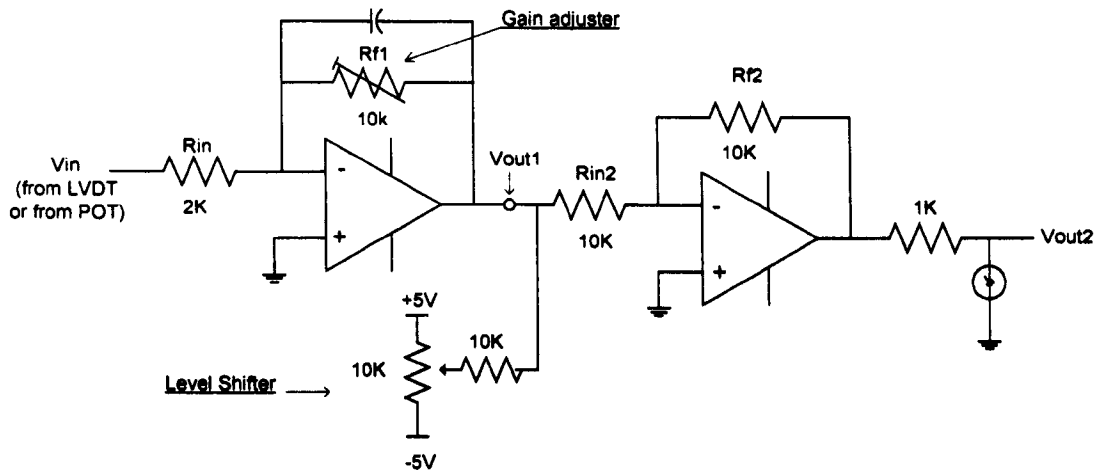 Gain adjuster
Rf1
10k
Rf2
10K
Rin
2K
Vin
(from LVDT
or from POT)
-
+
Vout1
Rin2
10K
-
+
1K
Vout2
+5V
10K
10K
Level Shifter
-5V